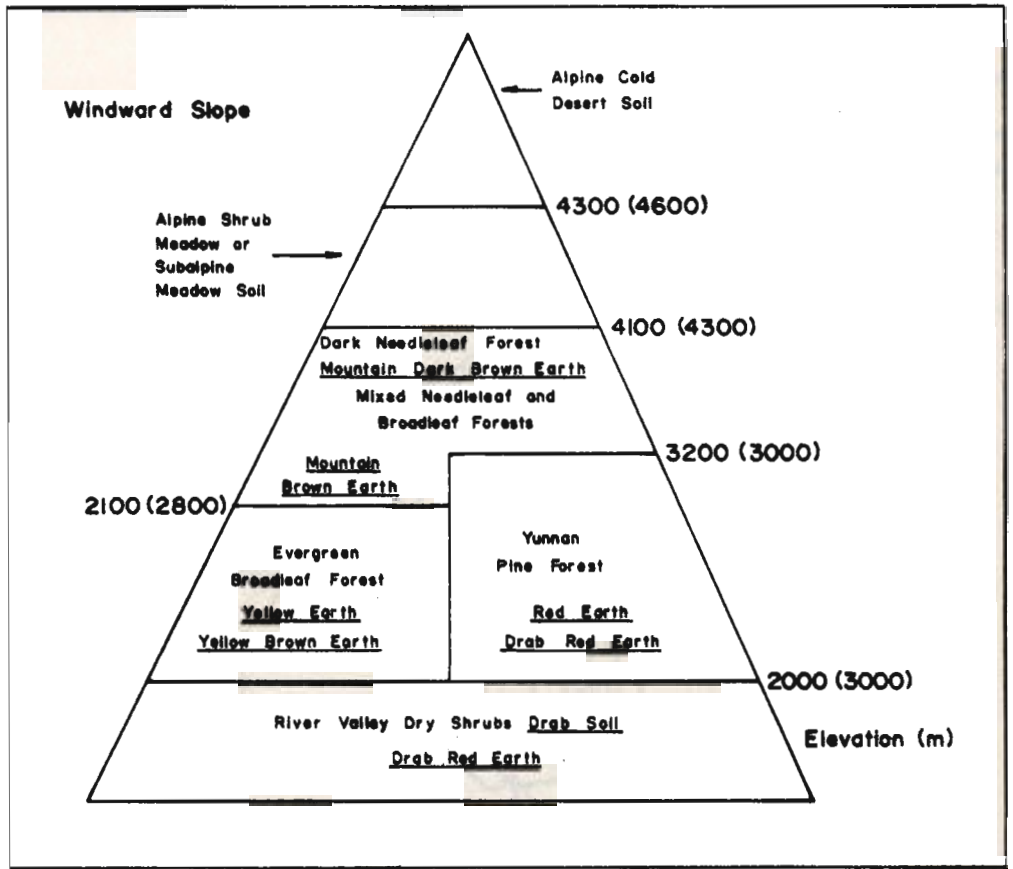 Alpine Cold
Desert Soil
Windward Slope
4300 (4600)
Alpine Shrub
Meadow or
Subalpine
Meadow Soil
4100 (4300)
Dark Needleleaf Forest
Mountain Dark Brown Earth
Mixed Needleleaf and
Broadleaf Forests
3200 (3000)
Mountain
Brown Earth
2100 (2800)
Evergreen
Broadleaf Forest
Yellow Earth
Yellow Brown Earth
Yunnan
Pine Forest
Red Earth
Drab Red Earth
2000 (3000)
River Valley Dry Shrubs Drab Soil
Drab Red Earth
Elevation (m)